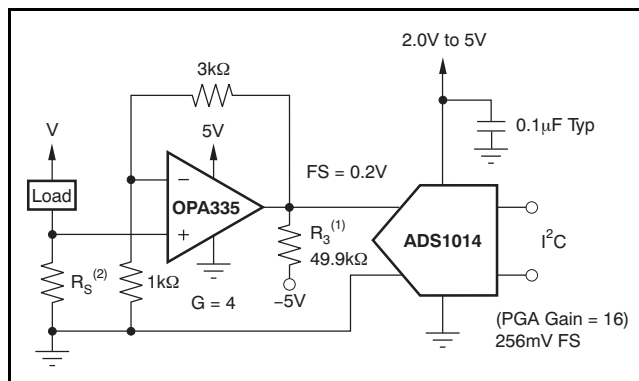 2.0V to 5V
3kΩ
0.1μF Typ
V
5V
FS = 0.2V
Load
−
OPA335
+
R3(1)
49.9kΩ
ADS1014
I2C
RS(2)
1kΩ
G = 4
−5V
(PGA Gain = 16)
256mV FS